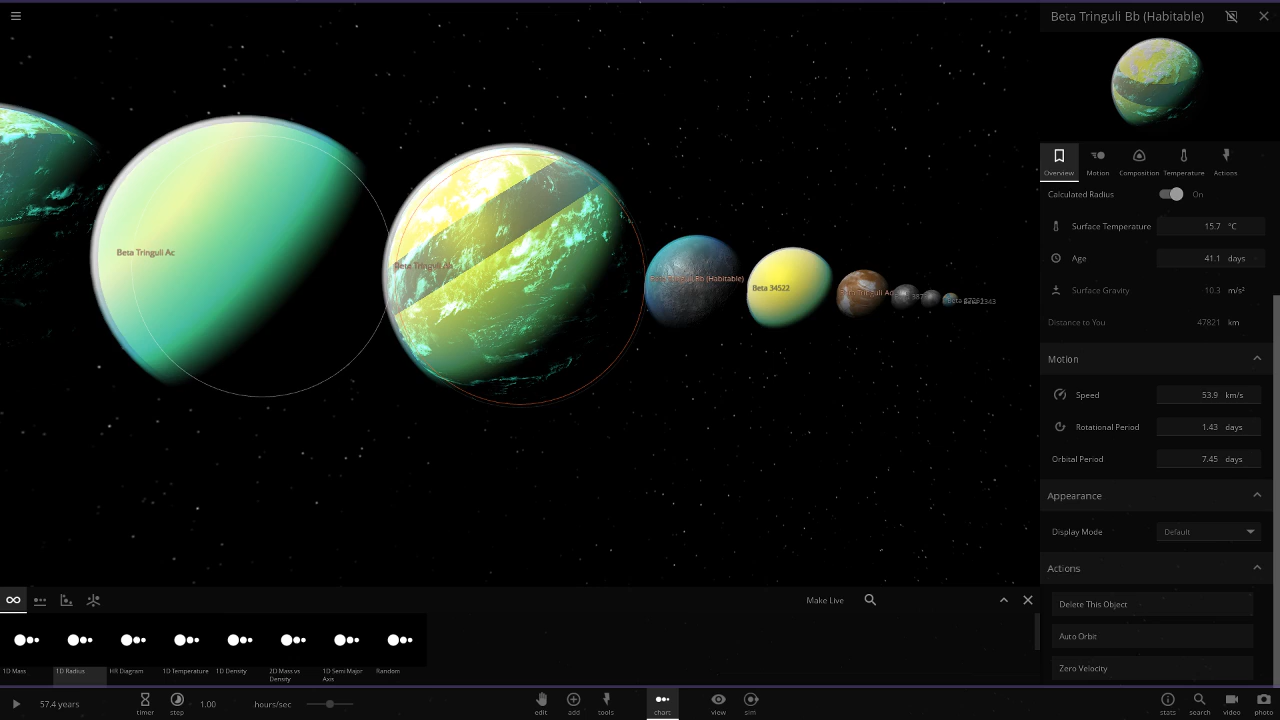 Beta Tringuli Bb (Habitable)
Overview
Motion
Composition
Temperature
Actions
Calculated Radius
On
Surface Temperature
15.7 °C
Age
41.1 days
Surface Gravity
10.3 m/s²
Distance to You
47821 km
Motion
Speed
53.9 km/s
Rotational Period
1.43 days
Orbital Period
7.45 days
Appearance
Display Mode
Default
Actions
Delete This Object
Auto Orbit
Zero Velocity
Beta Tringuli Ac
Beta Tringuli
Bb (Habitable)
Beta 34522
Tringuli
Make Live
1D Mass
1D Radius
HR Diagram
1D Temperature
1D Density
2D Mass vs
Density
1D Semi Major
Axis
Random
57.4 years
timer
step
1.00
hours/sec
edit
add
tools
chart
view
sim
stats
search
video
photo